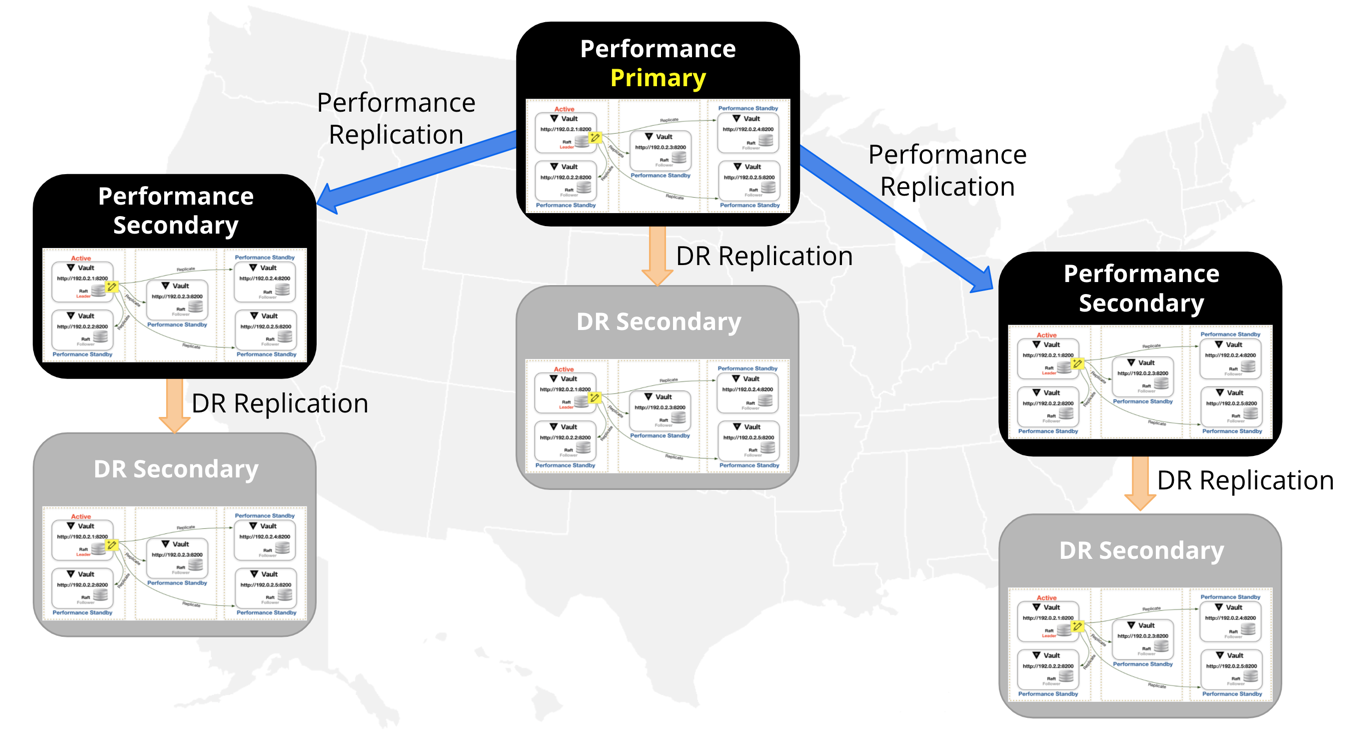 Performance
Primary
Active
Vault
http://192.0.2.1:8200
Raft
Leader
Vault
http://192.0.2.2:8200
Raft
Follower
Performance Standby
Replicate
Replicate
Replicate
Replicate
Vault
http://192.0.2.3:8200
Raft
Follower
Performance Standby
Performance Standby
Vault
http://192.0.2.4:8200
Raft
Follower
Vault
http://192.0.2.5:8200
Raft
Follower
Performance Standby
Performance
Replication
Performance
Replication
Performance
Secondary
Active
Vault
http://192.0.2.1:8200
Raft
Leader
Vault
http://192.0.2.2:8200
Raft
Follower
Performance Standby
Replicate
Replicate
Replicate
Replicate
Vault
http://192.0.2.3:8200
Raft
Follower
Performance Standby
Performance Standby
Vault
http://192.0.2.4:8200
Raft
Follower
Vault
http://192.0.2.5:8200
Raft
Follower
Performance Standby
DR Replication
DR Secondary
Active
Vault
http://192.0.2.1:8200
Raft
Leader
Vault
http://192.0.2.2:8200
Raft
Follower
Performance Standby
Replicate
Replicate
Replicate
Replicate
Vault
http://192.0.2.3:8200
Raft
Follower
Performance Standby
Performance Standby
Vault
http://192.0.2.4:8200
Raft
Follower
Vault
http://192.0.2.5:8200
Raft
Follower
Performance Standby
Performance
Secondary
Active
Vault
http://192.0.2.1:8200
Raft
Leader
Vault
http://192.0.2.2:8200
Raft
Follower
Performance Standby
Replicate
Replicate
Replicate
Replicate
Vault
http://192.0.2.3:8200
Raft
Follower
Performance Standby
Performance Standby
Vault
http://192.0.2.4:8200
Raft
Follower
Vault
http://192.0.2.5:8200
Raft
Follower
Performance Standby
DR Replication
DR Secondary
Active
Vault
http://192.0.2.1:8200
Raft
Leader
Vault
http://192.0.2.2:8200
Raft
Follower
Performance Standby
Replicate
Replicate
Replicate
Replicate
Vault
http://192.0.2.3:8200
Raft
Follower
Performance Standby
Performance Standby
Vault
http://192.0.2.4:8200
Raft
Follower
Vault
http://192.0.2.5:8200
Raft
Follower
Performance Standby
DR Replication
DR Secondary
Active
Vault
http://192.0.2.1:8200
Raft
Leader
Vault
http://192.0.2.2:8200
Raft
Follower
Performance Standby
Replicate
Replicate
Replicate
Replicate
Vault
http://192.0.2.3:8200
Raft
Follower
Performance Standby
Performance Standby
Vault
http://192.0.2.4:8200
Raft
Follower
Vault
http://192.0.2.5:8200
Raft
Follower
Performance Standby